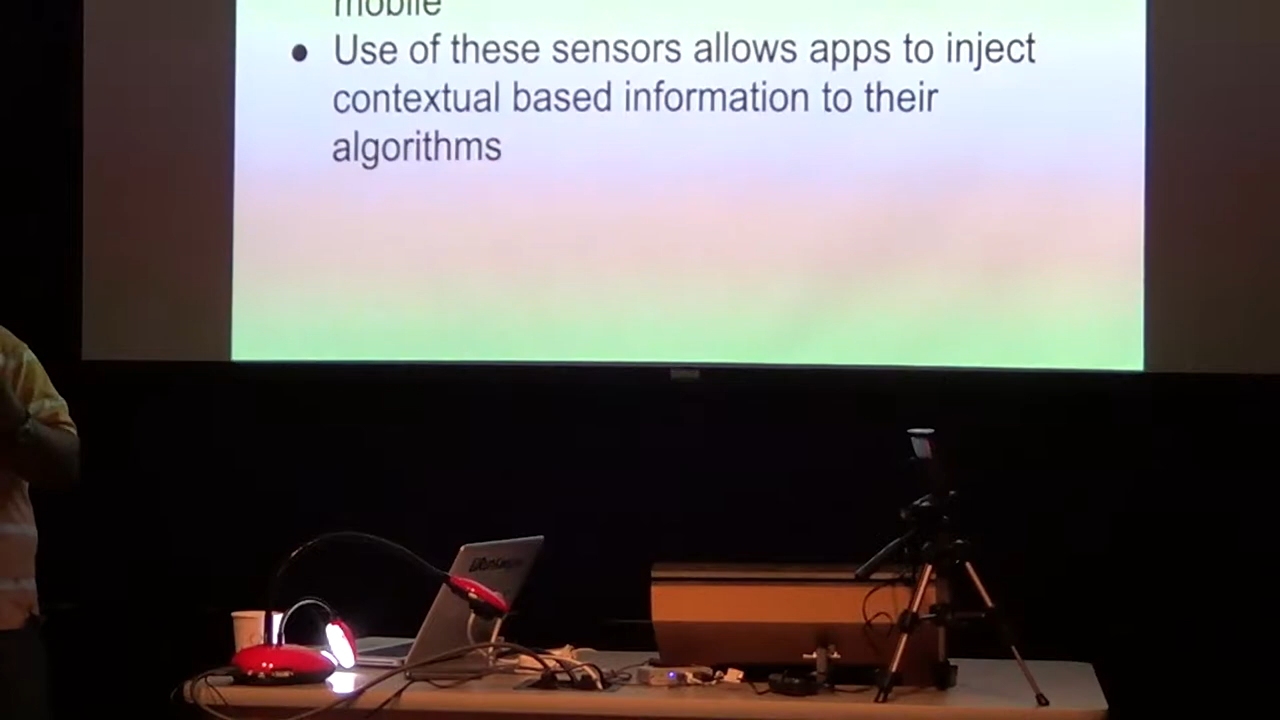 mobile
● Use of these sensors allows apps to inject
contextual based information to their
algorithms